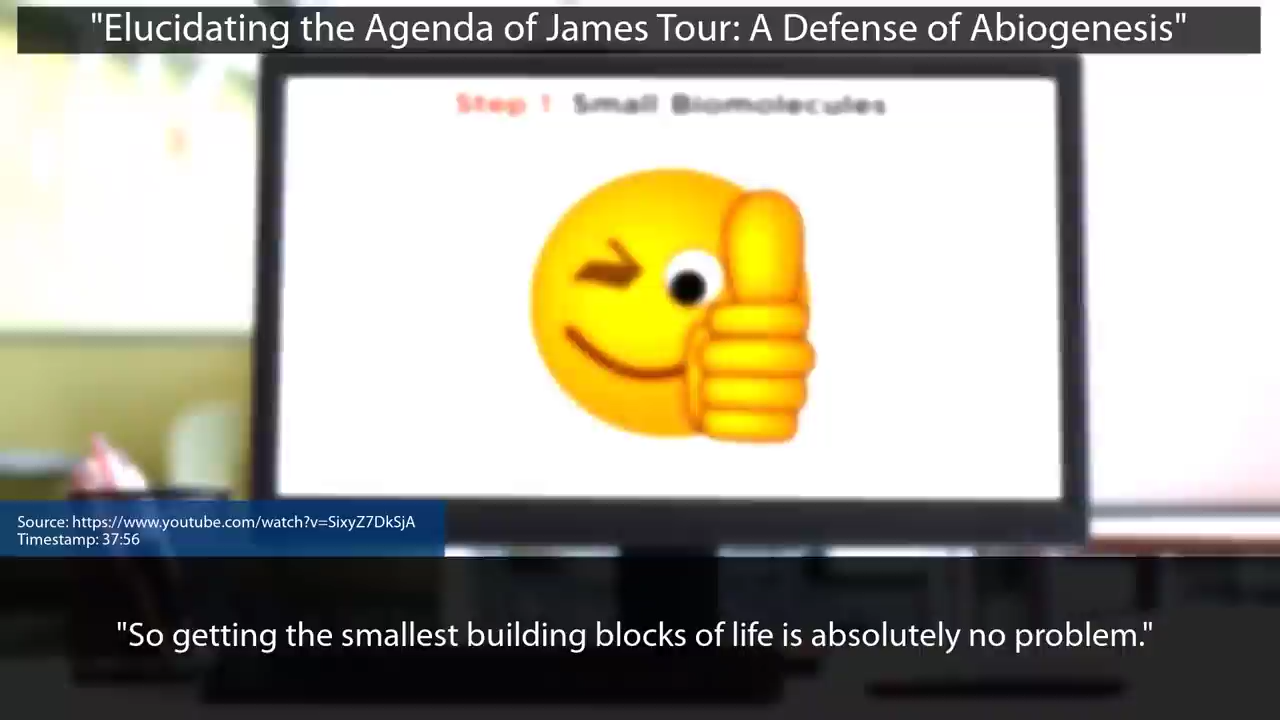 "Elucidating the Agenda of James Tour: A Defense of Abiogenesis"
Step 1 Small Biomolecules
Source: https://www.youtube.com/watch?v=SixyZ7DkSjA
Timestamp: 37:56
"So getting the smallest building blocks of life is absolutely no problem."